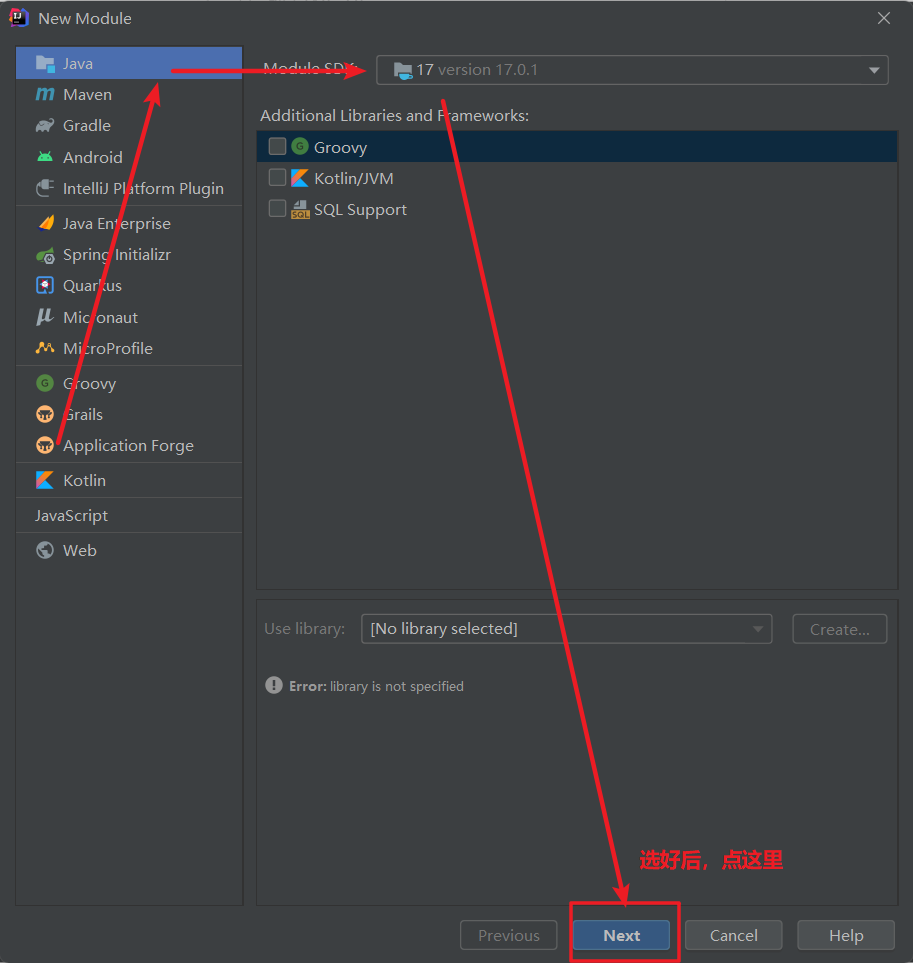 New Module
Java
Maven
Gradle
Android
IntelliJ Platform Plugin
Java Enterprise
Spring Initializr
Quarkus
Micronaut
MicroProfile
Groovy
Grails
Application Forge
Kotlin
JavaScript
Web
Module SDK: 17 version 17.0.1
Additional Libraries and Frameworks:
Groovy
Kotlin/JVM
SQL Support
Use library: [No library selected] Create...
Error: library is not specified
选好后，点这里
Previous Next Cancel Help